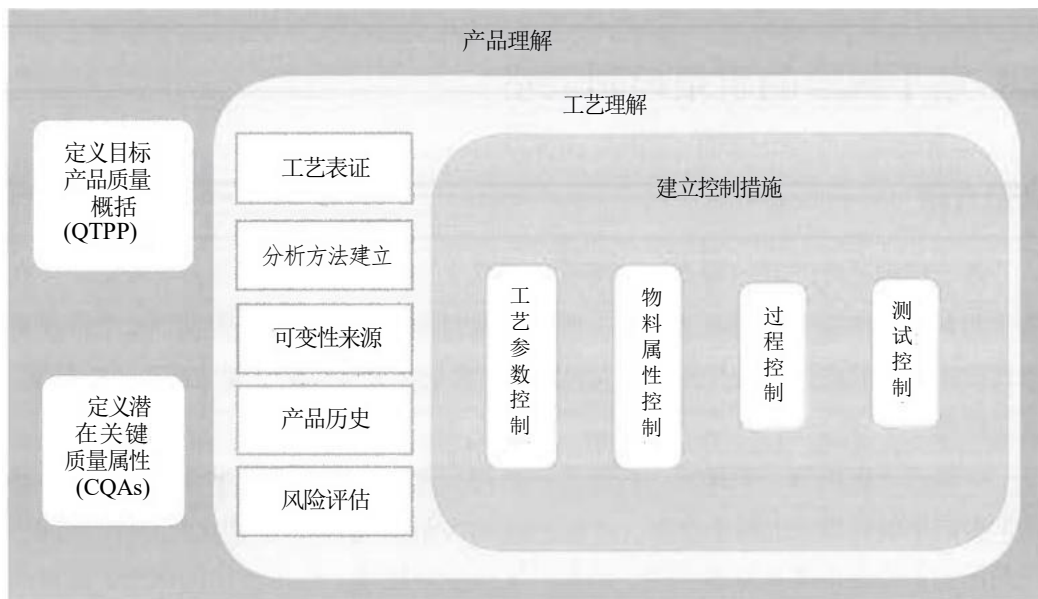 产品理解
工艺理解
定义目标
产品质量
概括
(QTPP)
定义潜
在关键
质量属性
(CQAs)
工艺表证
分析方法建立
可变性来源
产品历史
风险评估
建立控制措施
工艺参数控制
物料属性控制
过程控制
测试控制